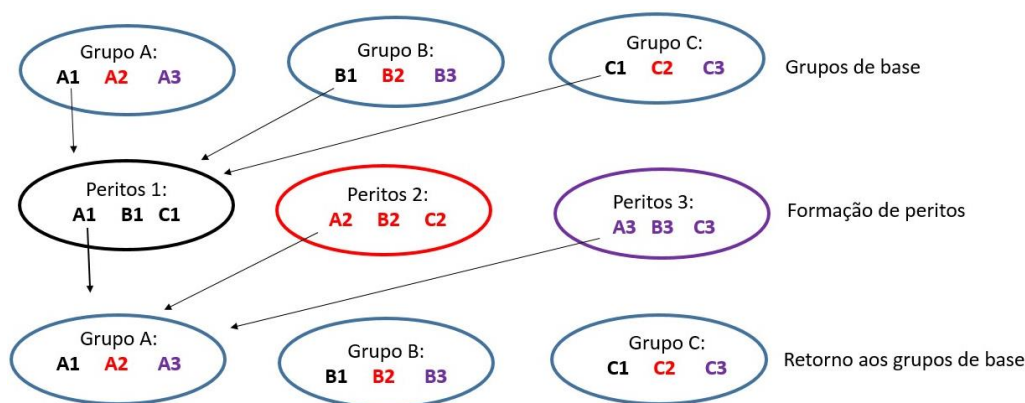 Grupo A:
A1 A2 A3
Grupo B:
B1 B2 B3
Grupo C:
C1 C2 C3
Grupos de base
Peritos 1:
A1 B1 C1
Peritos 2:
A2 B2 C2
Peritos 3:
A3 B3 C3
Formação de peritos
Grupo A:
A1 A2 A3
Grupo B:
B1 B2 B3
Grupo C:
C1 C2 C3
Retorno aos grupos de base